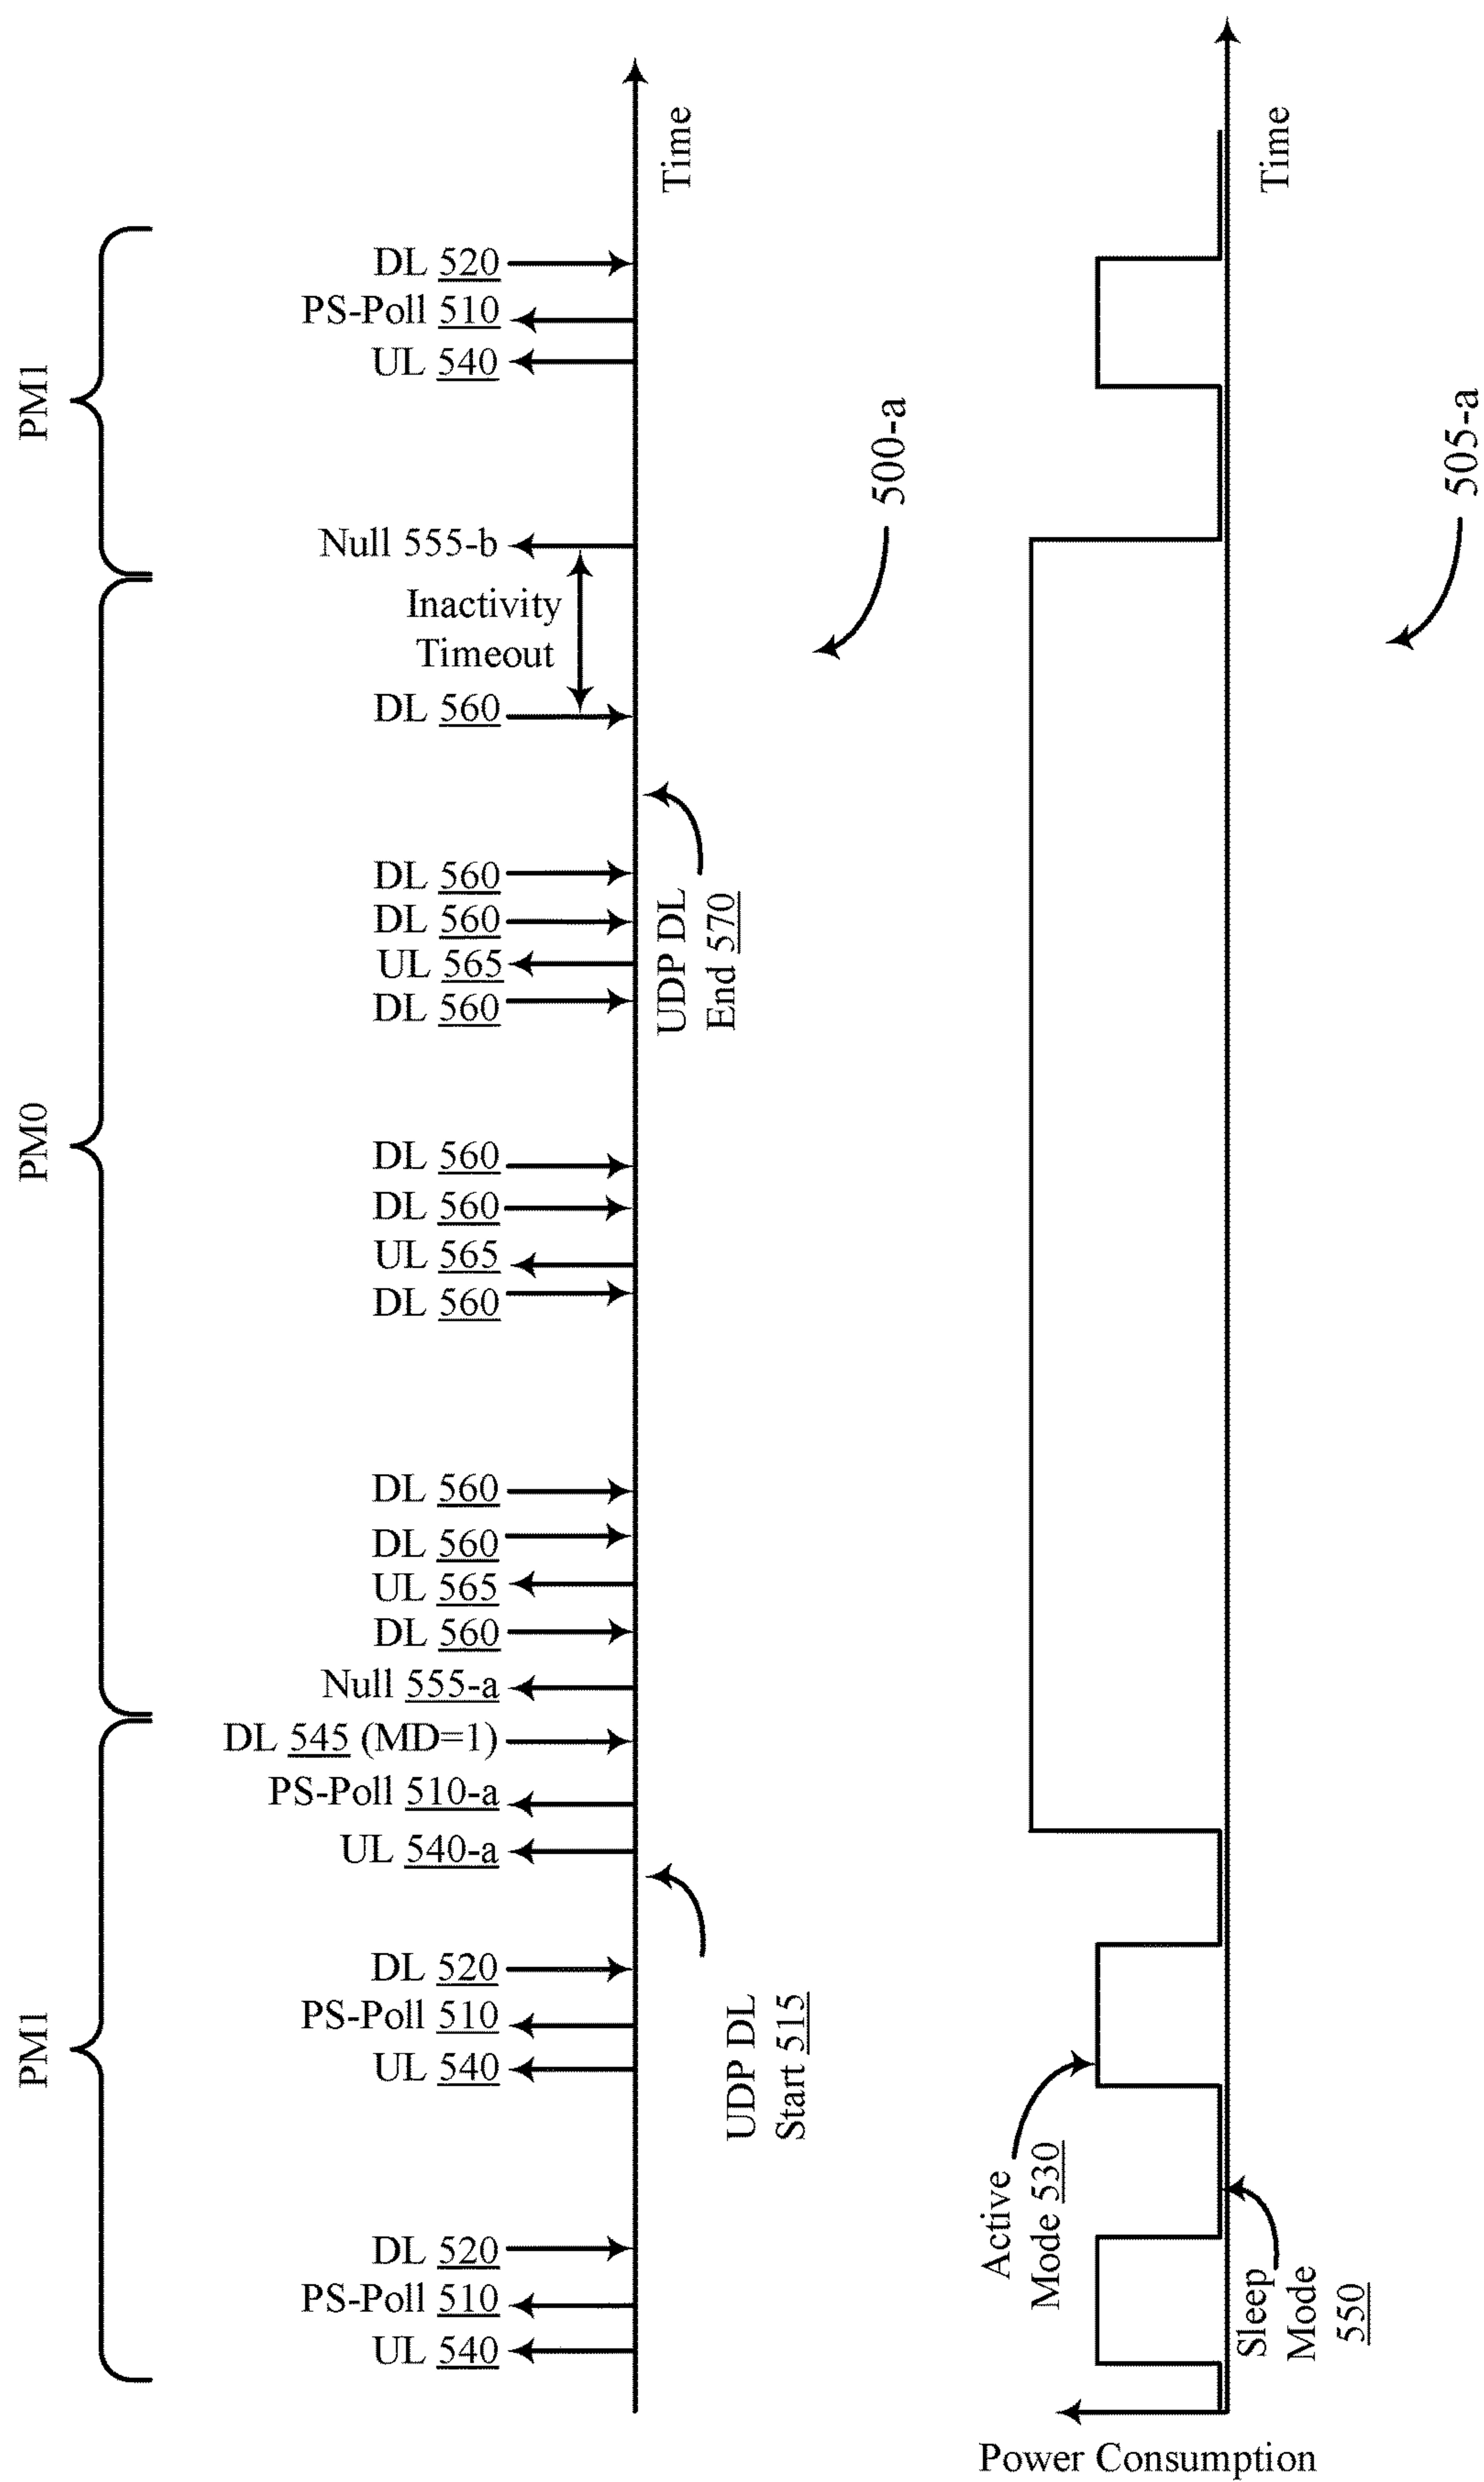 PM1
PM0
PM1
DL 520
PS-Poll 510
UL 540
Null 555-b
Inactivity
Timeout
DL 560
DL 560
DL 560
UL 565
DL 560
DL 560
DL 560
UL 565
DL 560
DL 560
DL 560
UL 565
DL 560
Null 555-a
DL 545 (MD=1)
PS-Poll 510-a
UL 540-a
DL 520
PS-Poll 510
UL 540
DL 520
PS-Poll 510
UL 540
Time
UDP DL
End 570
UDP DL
Start 515
500-a
Time
505-a
Active
Mode 530
Sleep
Mode
550
Power Consumption